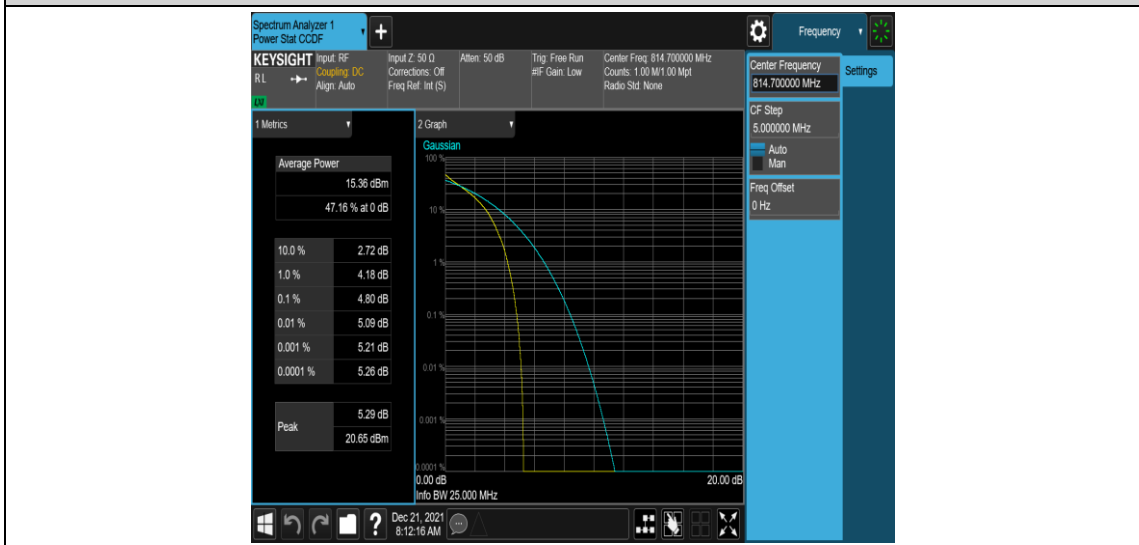 Spectrum Analyzer 1
Power Stat CCDF
Frequency
KEYSIGHT
RL
Input: RF
Coupling: DC
Align: Auto
Input Z: 50 Ω
Corrections: Off
Freq Ref: Int (S)
Atten: 50 dB
Trig: Free Run
#IF Gain: Low
Center Freq: 814.700000 MHz
Counts: 1.00 M/1.00 Mpt
Radio Std: None
Center Frequency
814.700000 MHz
Settings
CF Step
5.000000 MHz
Auto
Man
Freq Offset
0 Hz
1 Metrics
Average Power
15.36 dBm
47.16 % at 0 dB
10.0 % 2.72 dB
1.0 % 4.18 dB
0.1 % 4.80 dB
0.01 % 5.09 dB
0.001 % 5.21 dB
0.0001 % 5.26 dB
Peak
5.29 dB
20.65 dBm
2 Graph
Gaussian
100 %
10 %
1 %
0.1 %
0.01 %
0.001 %
0.0001 %
0.00 dB 20.00 dB
Info BW 25.000 MHz
Dec 21, 2021
8:12:16 AM